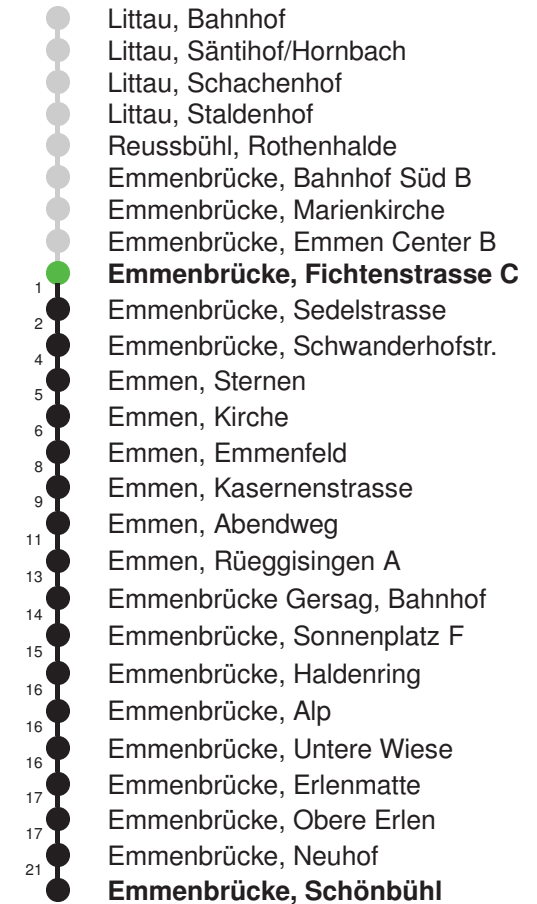 Littau, Bahnhof
Littau, Säntihof/Hornbach
Littau, Schachenhof
Littau, Staldenhof
Reussbühl, Rothenhalde
Emmenbrücke, Bahnhof Süd B
Emmenbrücke, Marienkirche
Emmenbrücke, Emmen Center B
Emmenbrücke, Fichtenstrasse C
1
Emmenbrücke, Sedelstrasse
2
Emmenbrücke, Schwanderhofstr.
4
Emmen, Sternen
5
Emmen, Kirche
6
Emmen, Emmenfeld
8
Emmen, Kasernenstrasse
9
Emmen, Abendweg
11
Emmen, Rüeggisingen A
13
Emmenbrücke Gersag, Bahnhof
14
Emmenbrücke, Sonnenplatz F
15
Emmenbrücke, Haldenring
16
Emmenbrücke, Alp
16
Emmenbrücke, Untere Wiese
16
Emmenbrücke, Erlenmatte
17
Emmenbrücke, Obere Erlen
17
Emmenbrücke, Neuhof
21
Emmenbrücke, Schönbühl